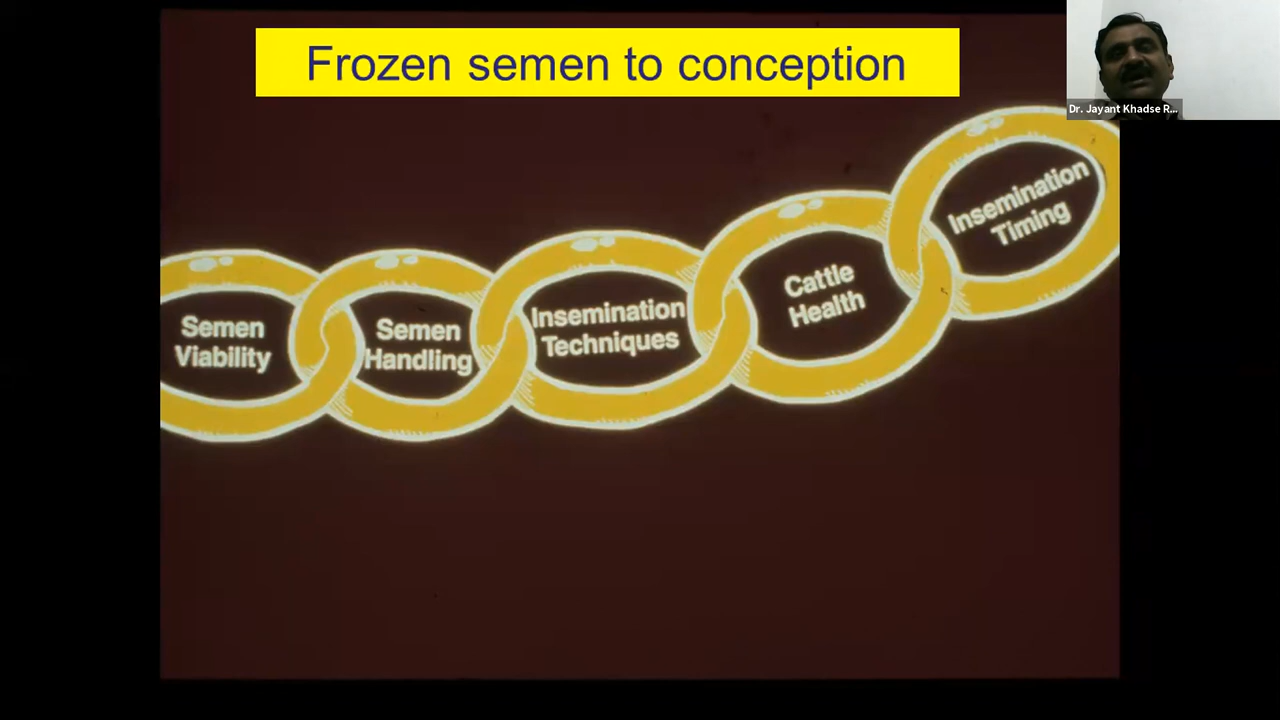 Frozen semen to conception
Dr. Jayant Khadse R...
Semen
Viability
Semen
Handling
Insemination
Techniques
Cattle
Health
Insemination
Timing